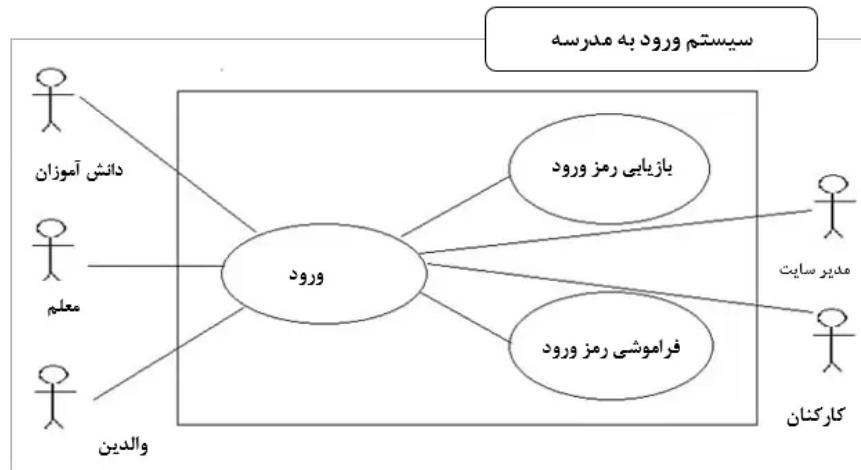 سیستم ورود به مدرسه
دانش آموزان
بازیابی رمز ورود
مدیر سایت
ورود
معلم
فراموشی رمز ورود
کارکنان
والدین